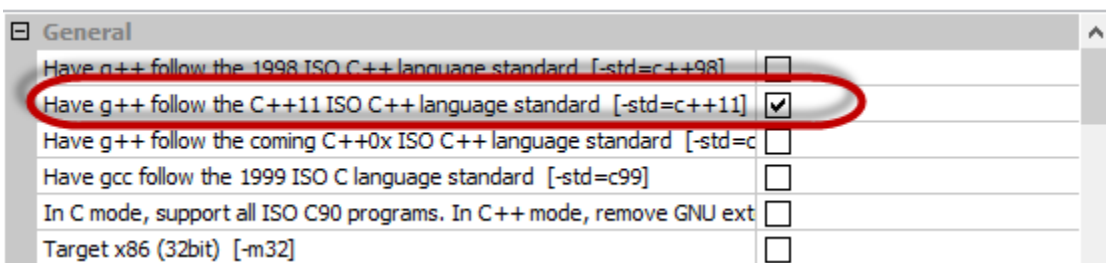 General
Have g++ follow the 1998 ISO C++ language standard [-std=c++98]
Have g++ follow the C++11 ISO C++ language standard [-std=c++11]
Have g++ follow the coming C++0x ISO C++ language standard [-std=c
Have gcc follow the 1999 ISO C language standard [-std=c99]
In C mode, support all ISO C90 programs. In C++ mode, remove GNU ext
Target x86 (32bit) [-m32]